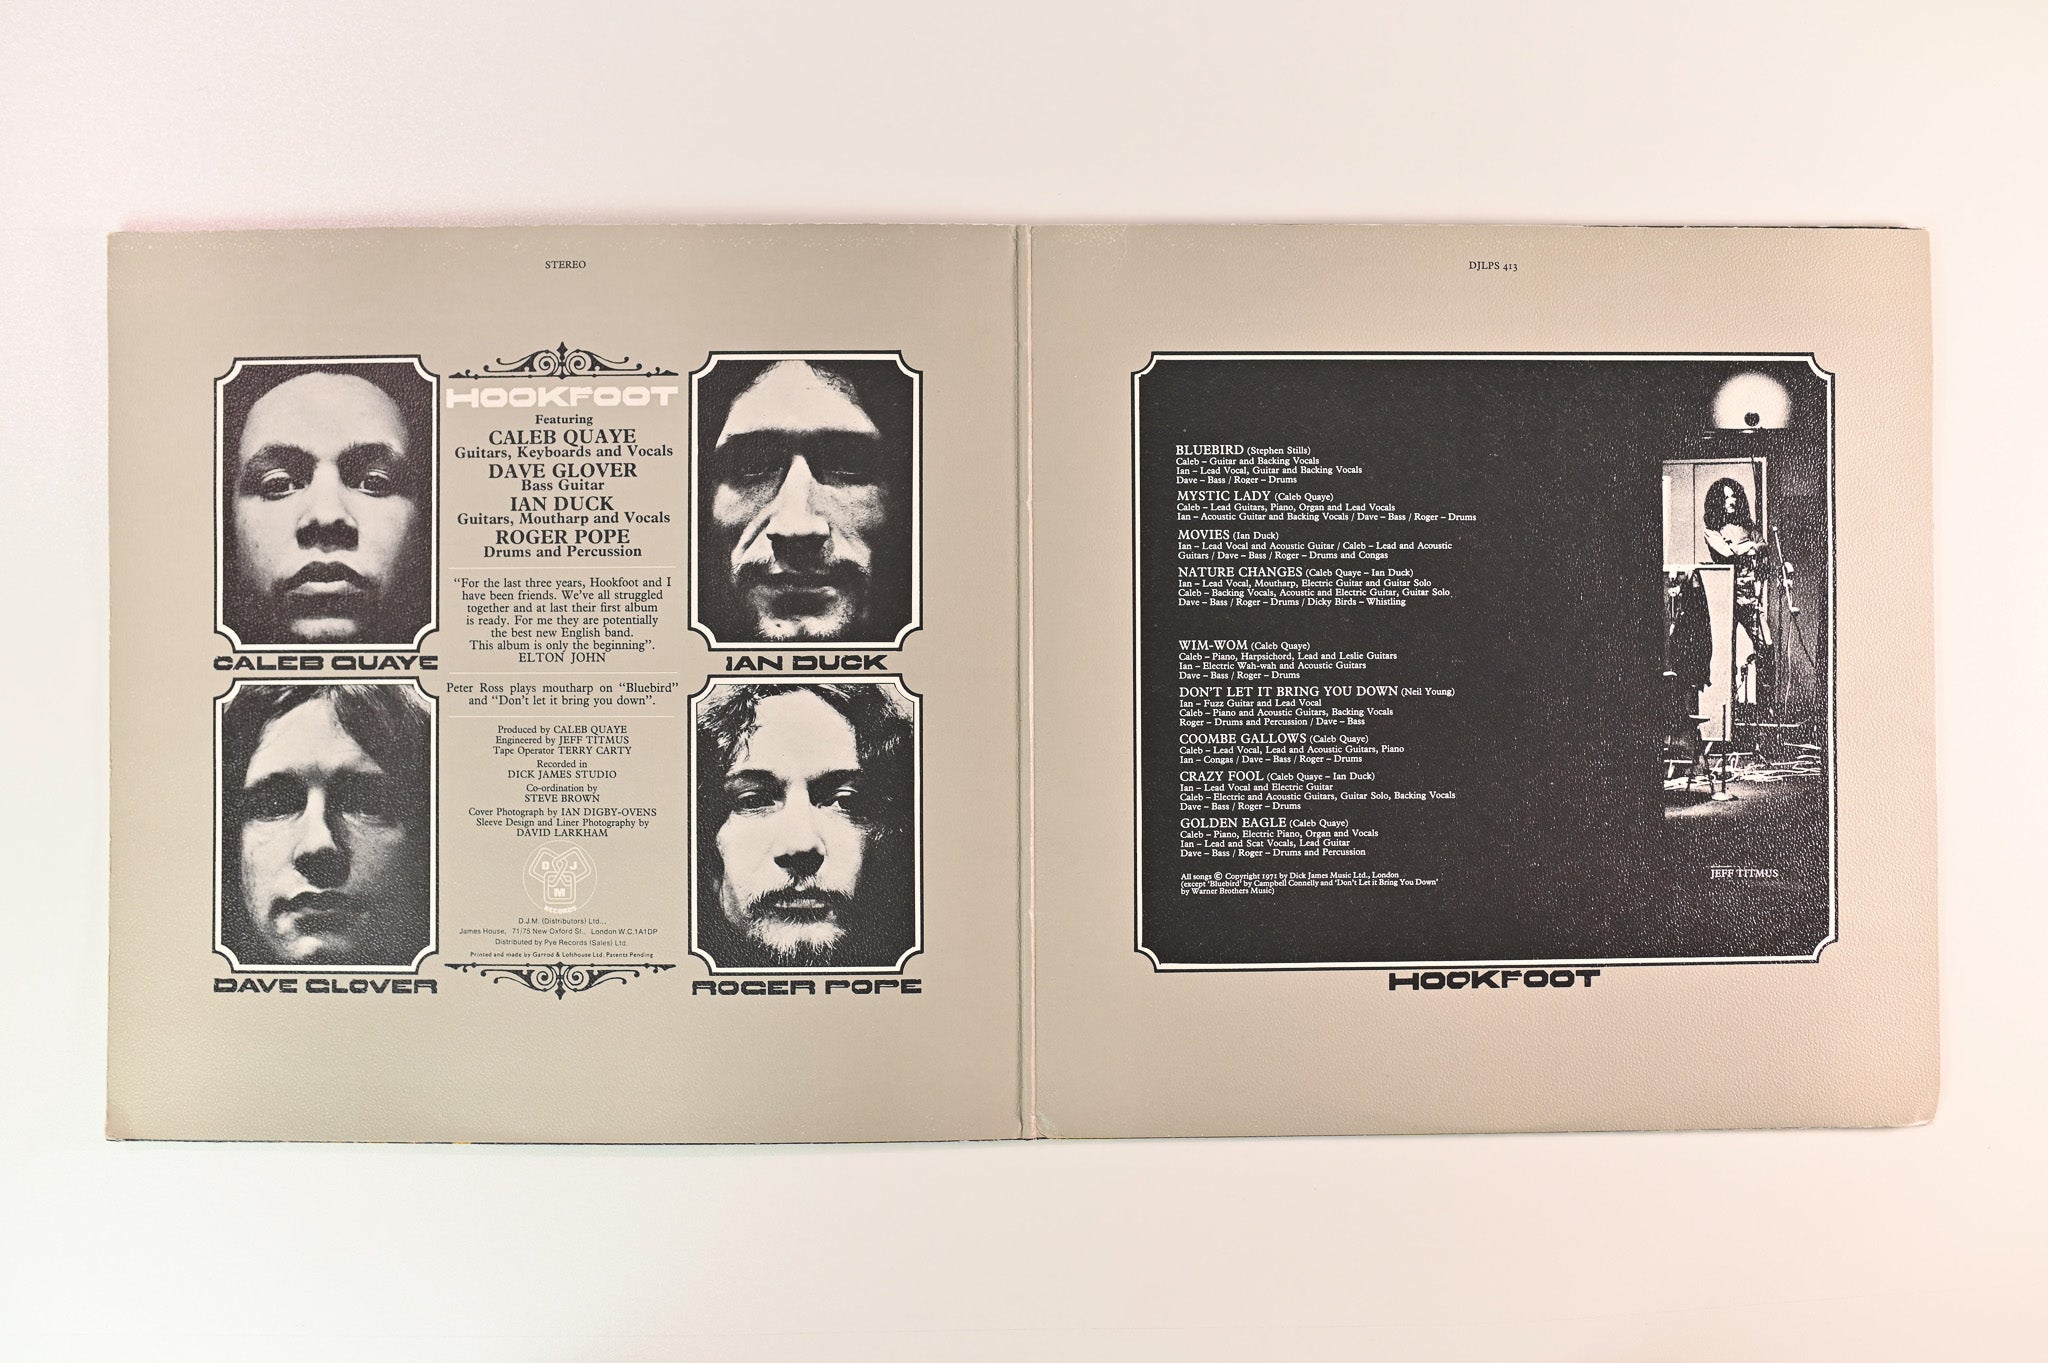 STEREO
CALEB QUAYE
DAVE GLOVER
HOOKFOOT
Featuring
CALEB QUAYE
Guitars, Keyboards and Vocals
DAVE GLOVER
Bass Guitar
IAN DUCK
Guitars, Moutharp and Vocals
ROGER POPE
Drums and Percussion
“For the last three years, Hookfoot and I
have been friends. We've all struggled
together and at last their first album
is ready. For me they are potentially
the best new English band.
This album is only the beginning”.
ELTON JOHN
Peter Ross plays moutharp on “Bluebird”
and “Don't let it bring you down”.
Produced by CALEB QUAYE
Engineered by JEFF TITMUS
Tape Operator TERRY CARTY
Recorded in
DICK JAMES STUDIO
Co-ordination by
STEVE BROWN
Cover Photograph by IAN DIGBY-OVENS
Sleeve Design and Liner Photography by
DAVID LARKHAM
D J
M
RECORDS
D.J.M. (Distributors) Ltd.,
James House, 71/75 New Oxford St., London W.C.1A1DP
Distributed by Pye Records (Sales) Ltd.
Printed and made by Garrod & Lofthouse Ltd. Patents Pending
IAN DUCK
ROGER POPE
DJLPS 413
BLUEBIRD (Stephen Stills)
Caleb – Guitar and Backing Vocals
Ian – Lead Vocal, Guitar and Backing Vocals
Dave – Bass / Roger – Drums
MYSTIC LADY (Caleb Quaye)
Caleb – Lead Guitars, Piano, Organ and Lead Vocals
Ian – Acoustic Guitar and Backing Vocals / Dave – Bass / Roger – Drums
MOVIES (Ian Duck)
Ian – Lead Vocal and Acoustic Guitar / Caleb – Lead and Acoustic
Guitars / Dave – Bass / Roger – Drums and Congas
NATURE CHANGES (Caleb Quaye – Ian Duck)
Ian – Lead Vocal, Moutharp, Electric Guitar and Guitar Solo
Caleb – Backing Vocals, Acoustic and Electric Guitar, Guitar Solo
Dave – Bass / Roger – Drums / Dicky Birds – Whistling
WIM-WOM (Caleb Quaye)
Caleb – Piano, Harpsichord, Lead and Leslie Guitars
Ian – Electric Wah-wah and Acoustic Guitars
Dave – Bass / Roger – Drums
DON'T LET IT BRING YOU DOWN (Neil Young)
Ian – Fuzz Guitar and Lead Vocal
Caleb – Piano and Acoustic Guitars, Backing Vocals
Roger – Drums and Percussion / Dave – Bass
COOMBE GALLOWS (Caleb Quaye)
Caleb – Lead Vocal, Lead and Acoustic Guitars, Piano
Ian – Congas / Dave – Bass / Roger – Drums
CRAZY FOOL (Caleb Quaye – Ian Duck)
Ian – Lead Vocal and Electric Guitar
Caleb – Electric and Acoustic Guitars, Guitar Solo, Backing Vocals
Dave – Bass / Roger – Drums
GOLDEN EAGLE (Caleb Quaye)
Caleb – Piano, Electric Piano, Organ and Vocals
Ian – Lead and Scat Vocals, Lead Guitar
Dave – Bass / Roger – Drums and Percussion
All songs © Copyright 1971 by Dick James Music Ltd., London
(except ‘Bluebird’ by Campbell Connelly and ‘Don't Let it Bring You Down’
by Warner Brothers Music)
JEFF TITMUS
HOOKFOOT